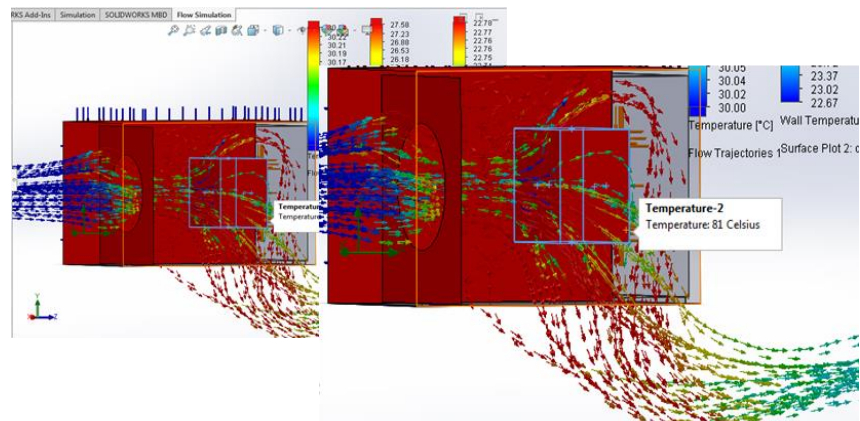 RKS Add-Ins Simulation SOLIDWORKS MBD Flow Simulation
30.22
30.21
30.19
30.17
27.58
27.23
26.88
26.53
26.18
22.78
22.77
22.76
22.76
Temperature
Temperature:
30.05
30.04
30.02
30.00
Temperature [°C]
Flow Trajectories 1
23.37
23.02
22.67
Wall Temperatu
Surface Plot 2: c
Temperature-2
Temperature: 81 Celsius
Y
Z